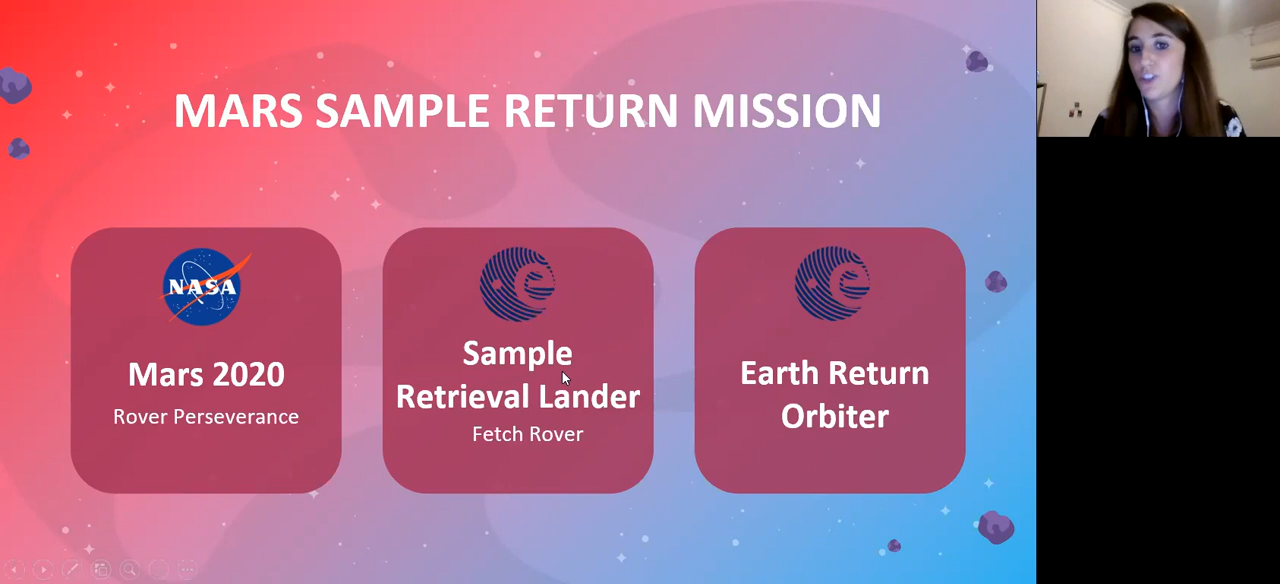 MARS SAMPLE RETURN MISSION
NASA
Mars 2020
Rover Perseverance
e
Sample
Retrieval Lander
Fetch Rover
e
Earth Return
Orbiter